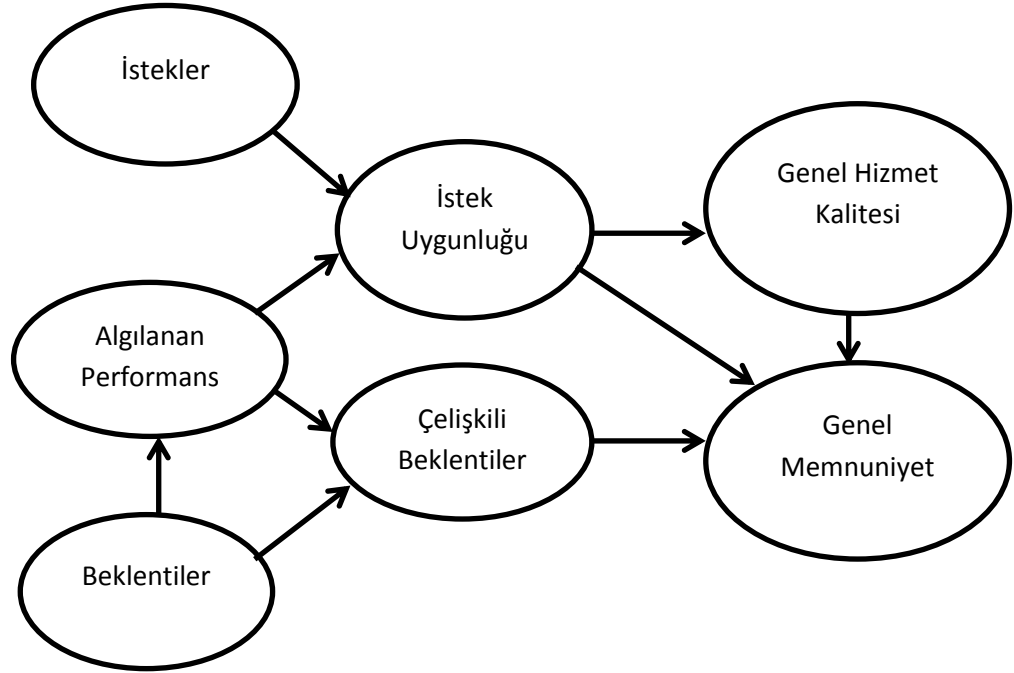 İstekler
İstek
Uygunluğu
Genel Hizmet
Kalitesi
Algılanan
Performans
Çelişkili
Beklentiler
Genel
Memnuniyet
Beklentiler